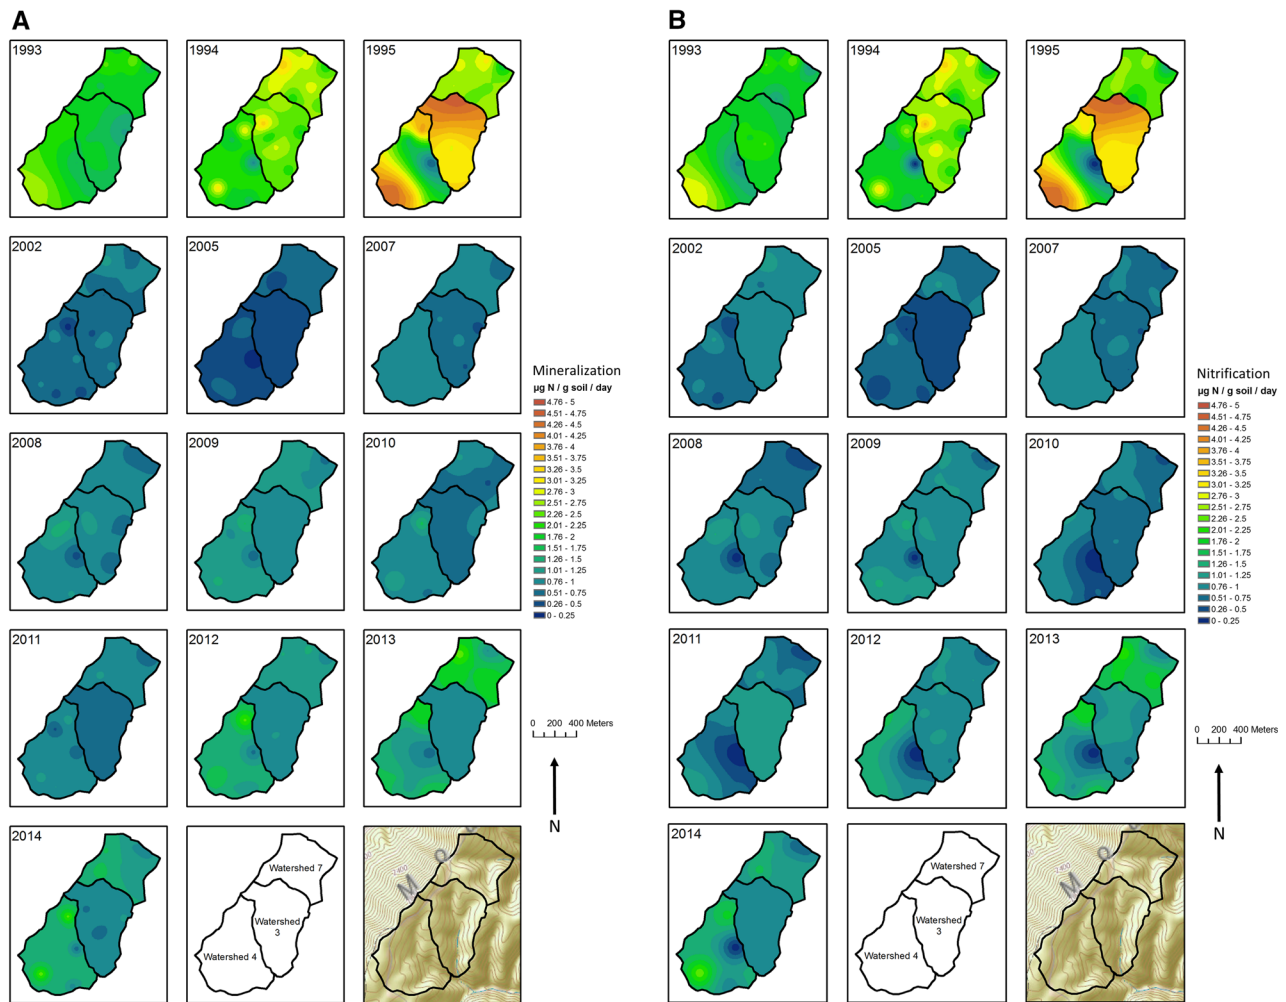 A
1993
1994
1995
2002
2005
2007
2008
2009
2010
2011
2012
2013
2014
Watershed 7
Watershed
3
Watershed 4
2,400
M
O
Mineralization
µg N / g soil / day
4.76 - 5
4.51 - 4.75
4.26 - 4.5
4.01 - 4.25
3.76 - 4
3.51 - 3.75
3.26 - 3.5
3.01 - 3.25
2.76 - 3
2.51 - 2.75
2.26 - 2.5
2.01 - 2.25
1.76 - 2
1.51 - 1.75
1.26 - 1.5
1.01 - 1.25
0.76 - 1
0.51 - 0.75
0.26 - 0.5
0 - 0.25
0 200 400 Meters
N
B
1993
1994
1995
2002
2005
2007
2008
2009
2010
2011
2012
2013
2014
Watershed 7
Watershed
3
Watershed 4
2,400
M
O
Nitrification
µg N / g soil / day
4.76 - 5
4.51 - 4.75
4.26 - 4.5
4.01 - 4.25
3.76 - 4
3.51 - 3.75
3.26 - 3.5
3.01 - 3.25
2.76 - 3
2.51 - 2.75
2.26 - 2.5
2.01 - 2.25
1.76 - 2
1.51 - 1.75
1.26 - 1.5
1.01 - 1.25
0.76 - 1
0.51 - 0.75
0.26 - 0.5
0 - 0.25
0 200 400 Meters
N